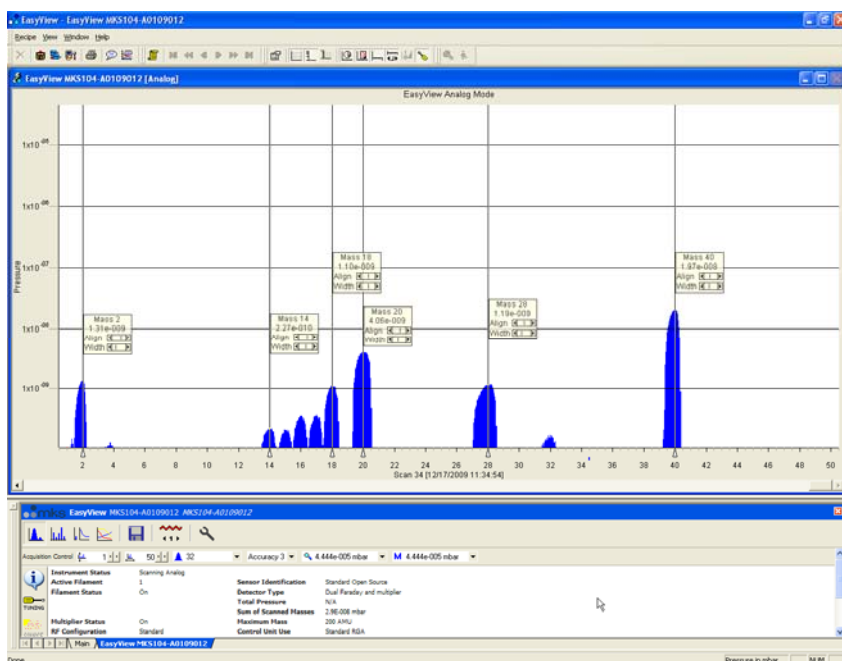 EasyView - EasyView MKS104-A0109012
Recipe View Window Help
EasyView MKS104-A0109012 [Analog]
EasyView Analog Mode
1x10-05
1x10-06
1x10-07
1x10-08
1x10-09
Pressure
Mass 2
1.31e-009
Align
Width
Mass 14
2.27e-010
Align
Width
Mass 18
1.10e-009
Align
Width
Mass 20
4.06e-009
Align
Width
Mass 28
1.19e-009
Align
Width
Mass 40
1.97e-008
Align
Width
2 4 6 8 10 12 14 16 18 20 22 24 26 28 30 32 34 36 38 40 42 44 46 48 50
Scan 34 [12/17/2009 11:34:54]
mks EasyView MKS104-A0109012 MKS104-A0109012
Acquisition Control 1 50 32 Accuracy 3 4.444e-005 mbar M 4.444e-005 mbar
Instrument Status Scanning Analog
Active Filament 1 Sensor Identification Standard Open Source
Filament Status On Detector Type Dual Faraday and multiplier
Total Pressure N/A
Sum of Scanned Masses 2.9E-008 mbar
Multiplier Status On Maximum Mass 200 AMU
RF Configuration Standard Control Unit Use Standard RGA
TUNING
Main EasyView MKS104-A0109012
Done Pressure in mbar NUM